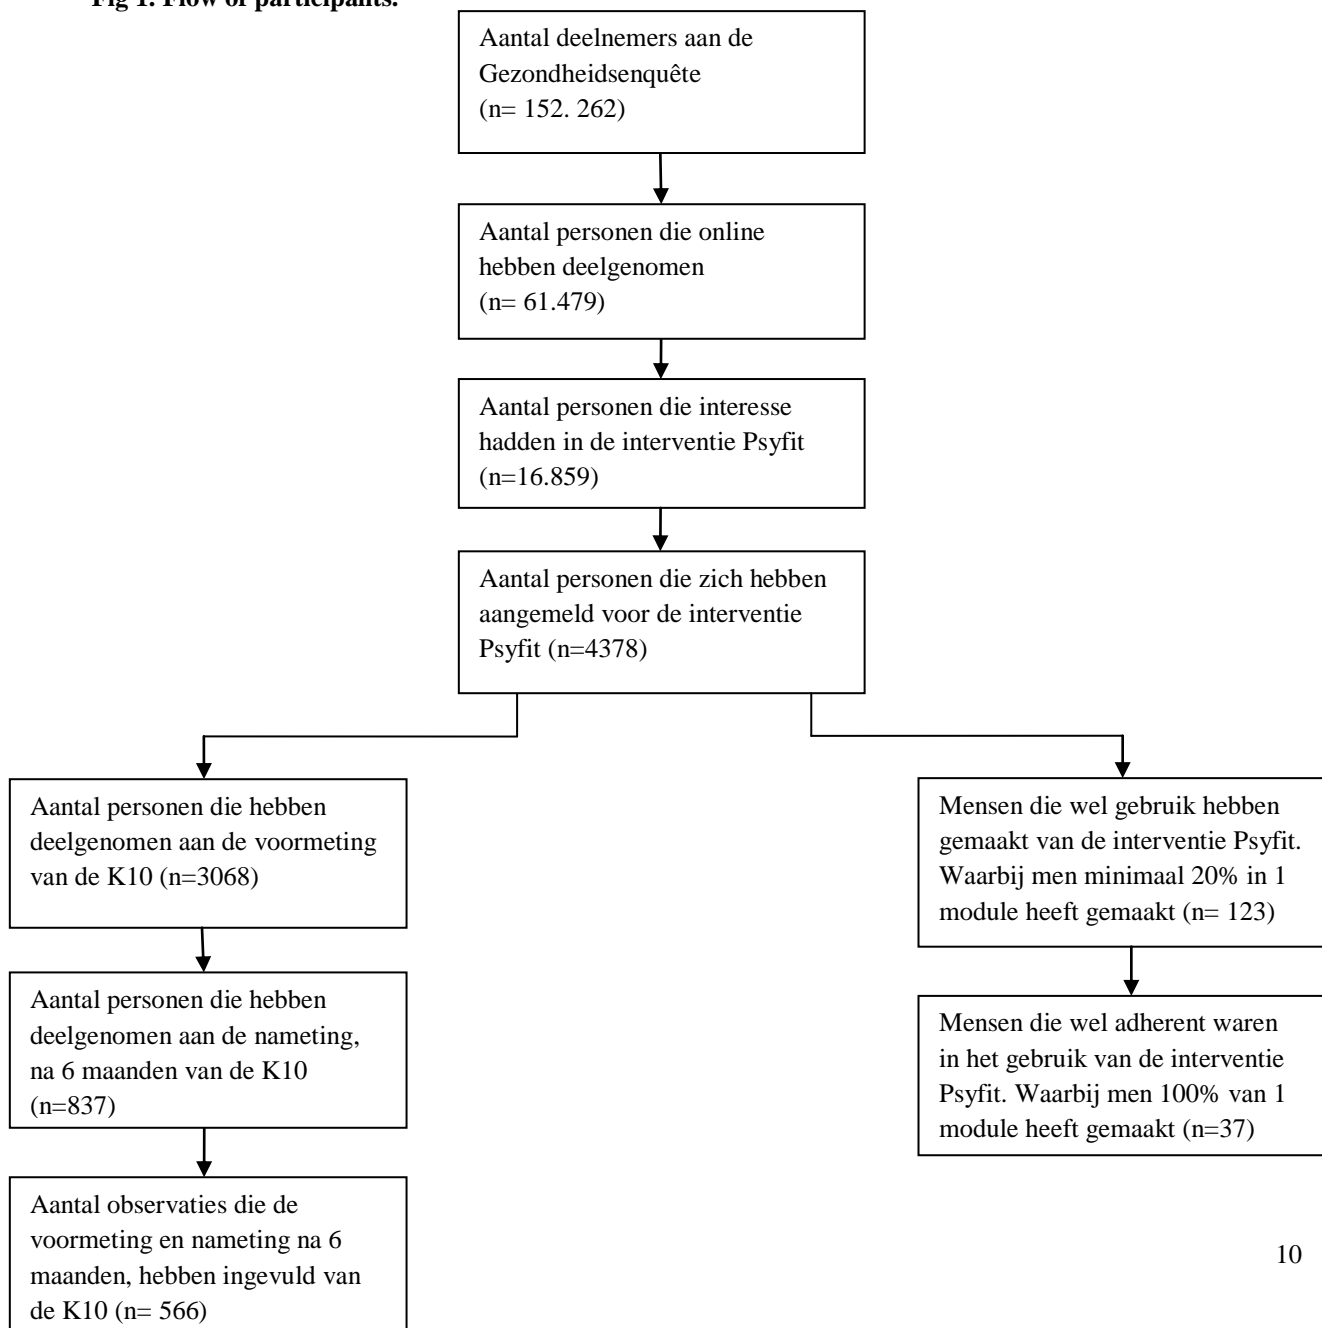 Fig 1. Flow of participants.
Aantal deelnemers aan de
Gezondheidsenquête
(n= 152. 262)
Aantal personen die online
hebben deelgenomen
(n= 61.479)
Aantal personen die interesse
hadden in de interventie Psyfit
(n=16.859)
Aantal personen die zich hebben
aangemeld voor de interventie
Psyfit (n=4378)
Aantal personen die hebben
deelgenomen aan de voormeting
van de K10 (n=3068)
Aantal personen die hebben
deelgenomen aan de nameting,
na 6 maanden van de K10
(n=837)
Aantal observaties die de
voormeting en nameting na 6
maanden, hebben ingevuld van
de K10 (n= 566)
Mensen die wel gebruik hebben
gemaakt van de interventie Psyfit.
Waarbij men minimaal 20% in 1
module heeft gemaakt (n= 123)
Mensen die wel adherent waren
in het gebruik van de interventie
Psyfit. Waarbij men 100% van 1
module heeft gemaakt (n=37)
10